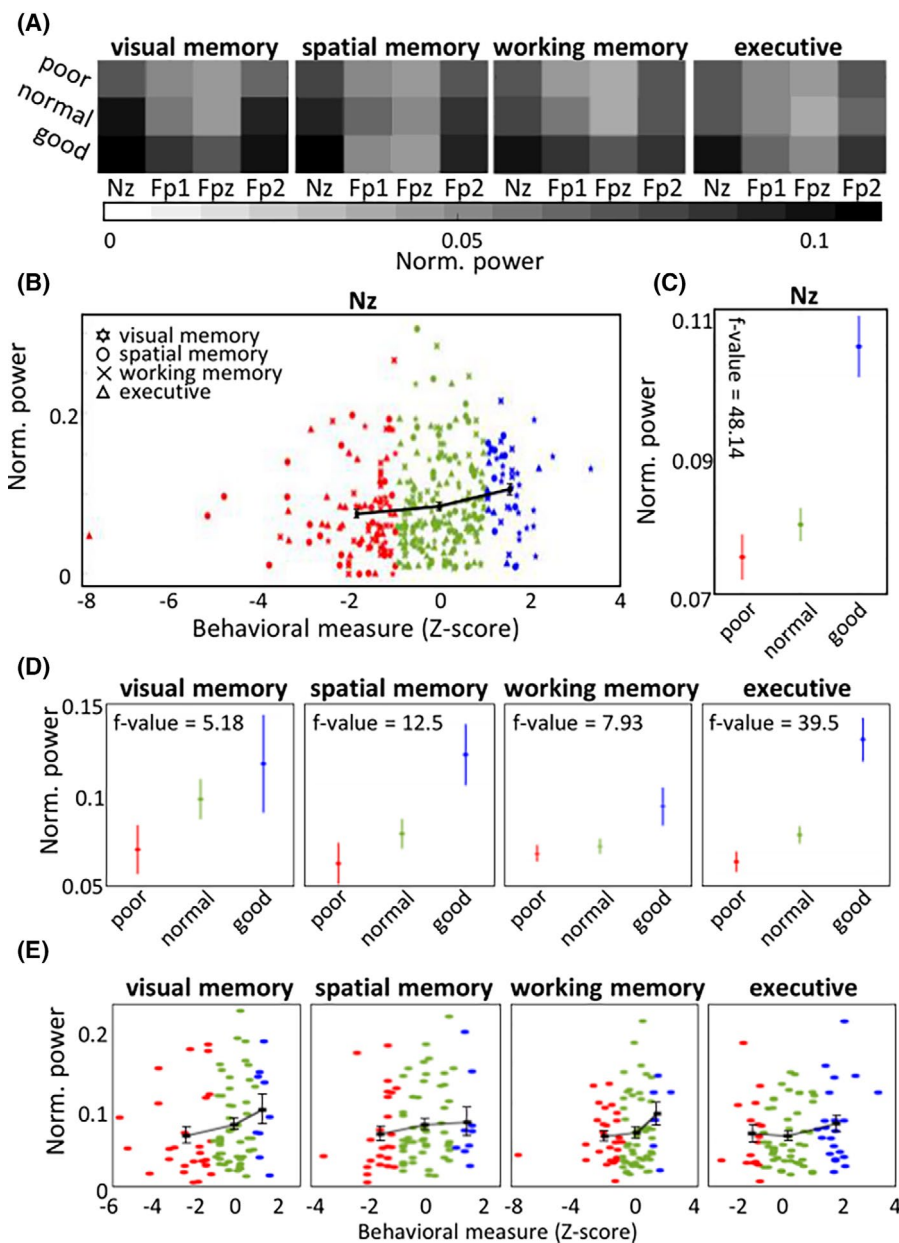 (A)
visual memory spatial memory working memory executive
poor
normal
good
Nz Fp1 Fpz Fp2 Nz Fp1 Fpz Fp2 Nz Fp1 Fpz Fp2 Nz Fp1 Fpz Fp2
0 0.05 0.1
Norm. power
(B)
Nz
visual memory
spatial memory
working memory
executive
Norm. power
0.2
0
-8 -6 -4 -2 0 2 4
Behavioral measure (Z-score)
(C)
Nz
f-value = 48.14
Norm. power
0.11
0.09
0.07
poor normal good
(D)
visual memory spatial memory working memory executive
f-value = 5.18 f-value = 12.5 f-value = 7.93 f-value = 39.5
Norm. power
0.15
0.1
0.05
poor normal good poor normal good poor normal good poor normal good
(E)
visual memory spatial memory working memory executive
Norm. power
0.2
0.1
0
-6 -4 -2 0 2 -4 -2 0 2 -8 -4 0 4 -2 0 2 4
Behavioral measure (Z-score)